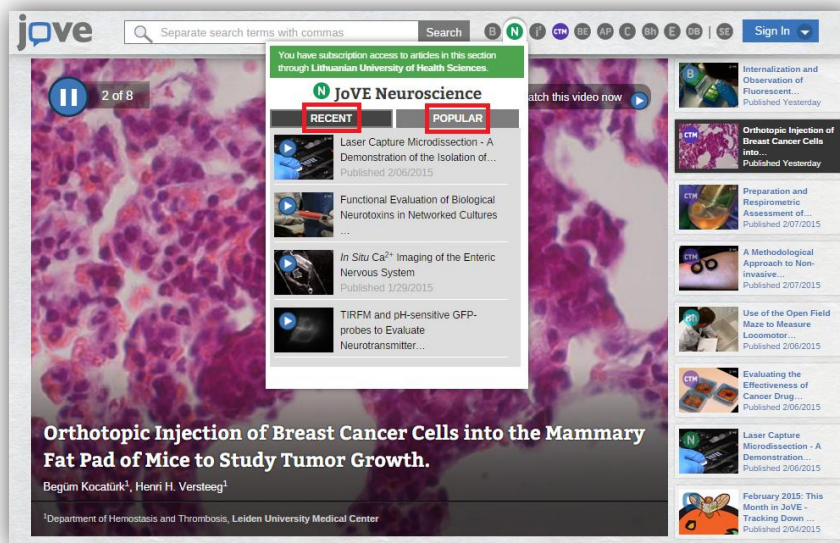 jove
Separate search terms with commas
Search
B N j¹ CTM BE AP C Bh E DB | SE
Sign In
You have subscription access to articles in this section
through Lithuanian University of Health Sciences.
N JoVE Neuroscience
RECENT POPULAR
Laser Capture Microdissection - A
Demonstration of the Isolation of...
Published 2/06/2015
Functional Evaluation of Biological
Neurotoxins in Networked Cultures
...
In Situ Ca²⁺ Imaging of the Enteric
Nervous System
Published 1/29/2015
TIRFM and pH-sensitive GFP-
probes to Evaluate
Neurotransmitter...
2 of 8
atch this video now
Orthotopic Injection of Breast Cancer Cells into the Mammary
Fat Pad of Mice to Study Tumor Growth.
Begüm Kocatürk¹, Henri H. Versteeg¹
¹Department of Hemostasis and Thrombosis, Leiden University Medical Center
B
Internalization and
Observation of
Fluorescent...
Published Yesterday
CTM
Orthotopic Injection of
Breast Cancer Cells
into...
Published Yesterday
CTM
Preparation and
Respirometric
Assessment of...
Published 2/07/2015
CTM
A Methodological
Approach to Non-
invasive...
Published 2/07/2015
Bh
Use of the Open Field
Maze to Measure
Locomotor...
Published 2/06/2015
CTM
Evaluating the
Effectiveness of
Cancer Drug...
Published 2/06/2015
N
Laser Capture
Microdissection - A
Demonstration...
Published 2/06/2015
February 2015: This
Month in JoVE -
Tracking Down ...
Published 2/04/2015